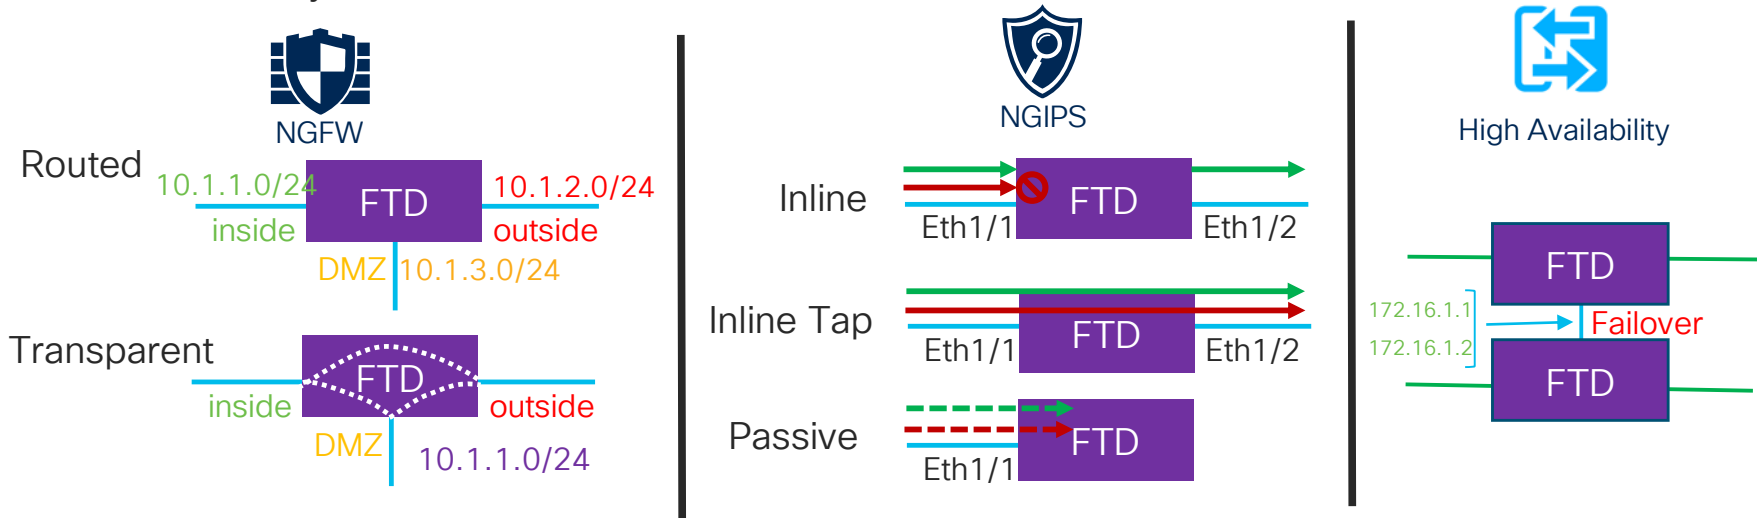 NGFW
Routed
10.1.1.0/24
FTD
10.1.2.0/24
inside
outside
DMZ
10.1.3.0/24
Transparent
FTD
inside
outside
DMZ
10.1.1.0/24
NGIPS
Inline
FTD
Eth1/1
Eth1/2
Inline Tap
FTD
Eth1/1
Eth1/2
Passive
FTD
Eth1/1
High Availability
FTD
172.16.1.1
Failover
172.16.1.2
FTD